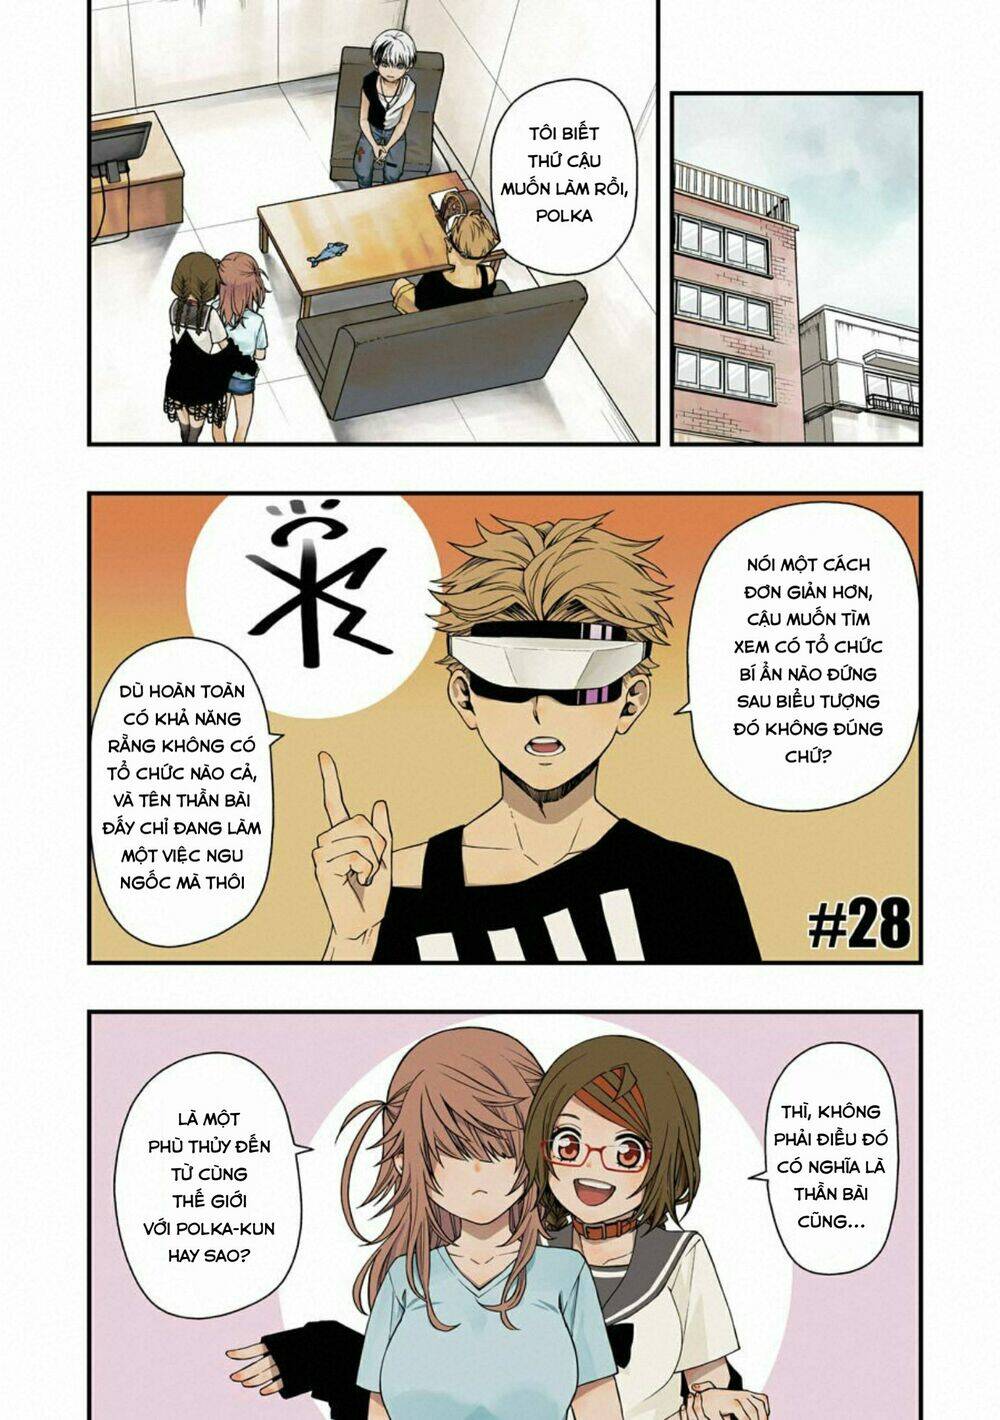 TÔI BIẾT
THỨ CẬU
MUỐN LÀM RỒI,
POLKA
NÓI MỘT CÁCH
ĐƠN GIẢN HƠN,
CẬU MUỐN TÌM
XEM CÓ TỔ CHỨC
BÍ ẨN NÀO ĐỨNG
SAU BIỂU TƯỢNG
ĐÓ KHÔNG ĐÚNG
CHỨ?
DÙ HOÀN TOÀN
CÓ KHẢ NĂNG
RẰNG KHÔNG CÓ
TỔ CHỨC NÀO CẢ,
VÀ TÊN THẦN BÀI
ĐẤY CHỈ ĐANG LÀM
MỘT VIỆC NGU
NGỐC MÀ THÔI
#28
THÌ, KHÔNG
PHẢI ĐIỀU ĐÓ
CÓ NGHĨA LÀ
THẦN BÀI
CŨNG...
LÀ MỘT
PHÙ THỦY ĐẾN
TỪ CÙNG
THẾ GIỚI
VỚI POLKA-KUN
HAY SAO?